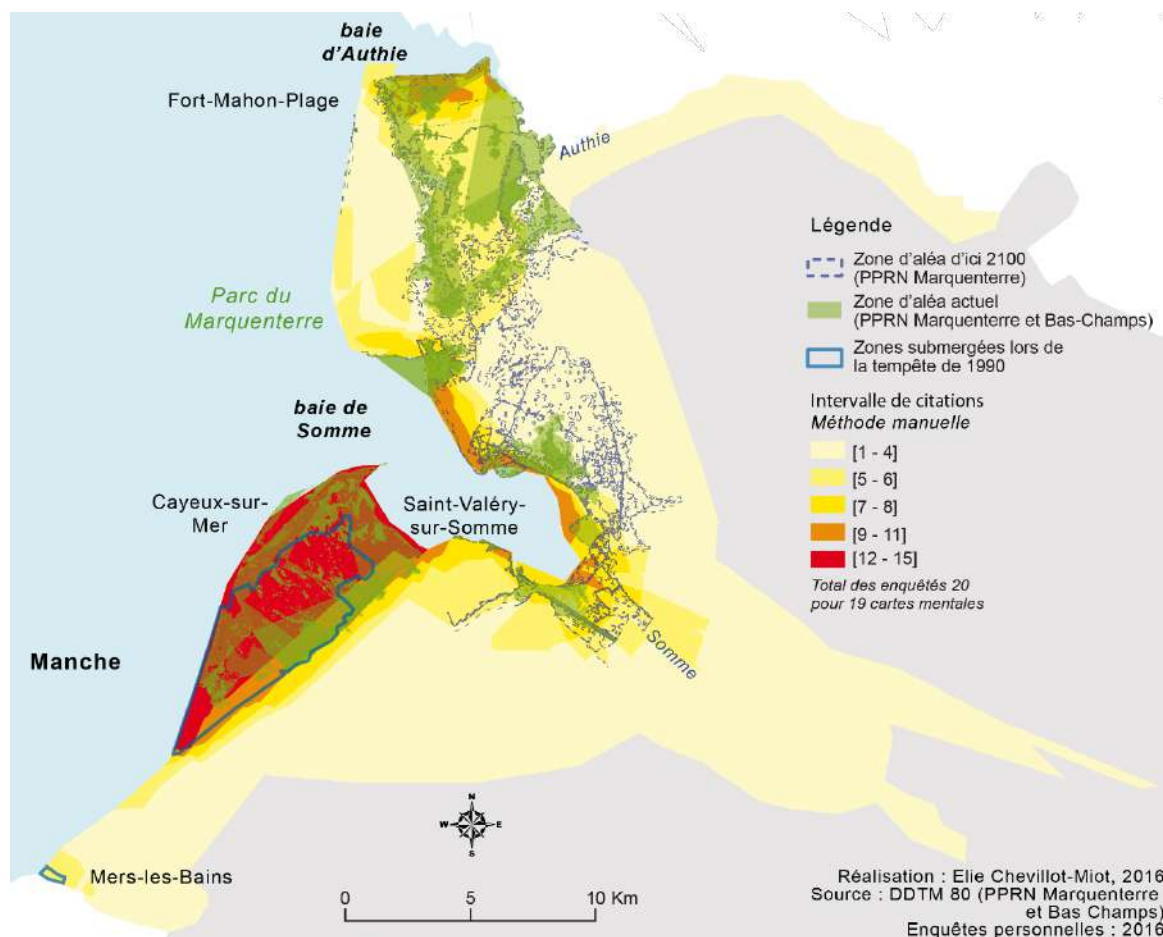 baie
d'Authie
Fort-Mahon-Plage
Authie
Parc du
Marquenterre
baie de
Somme
Cayeux-sur-
Mer
Saint-Valéry-
sur-Somme
Manche
Somme
Mers-les-Bains
Légende
Zone d'aléa d'ici 2100
(PPRN Marquenterre)
Zone d'aléa actuel
(PPRN Marquenterre et Bas-Champs)
Zones submergées lors de
la tempête de 1990
Intervalle de citations
Méthode manuelle
[1 - 4]
[5 - 6]
[7 - 8]
[9 - 11]
[12 - 15]
Total des enquêtés 20
pour 19 cartes mentales
N
W E
S
0 5 10 Km
Réalisation : Elie Chevillot-Miot, 2016
Source : DDTM 80 (PPRN Marquenterre
et Bas Champs)
Enquêtes personnelles : 2016